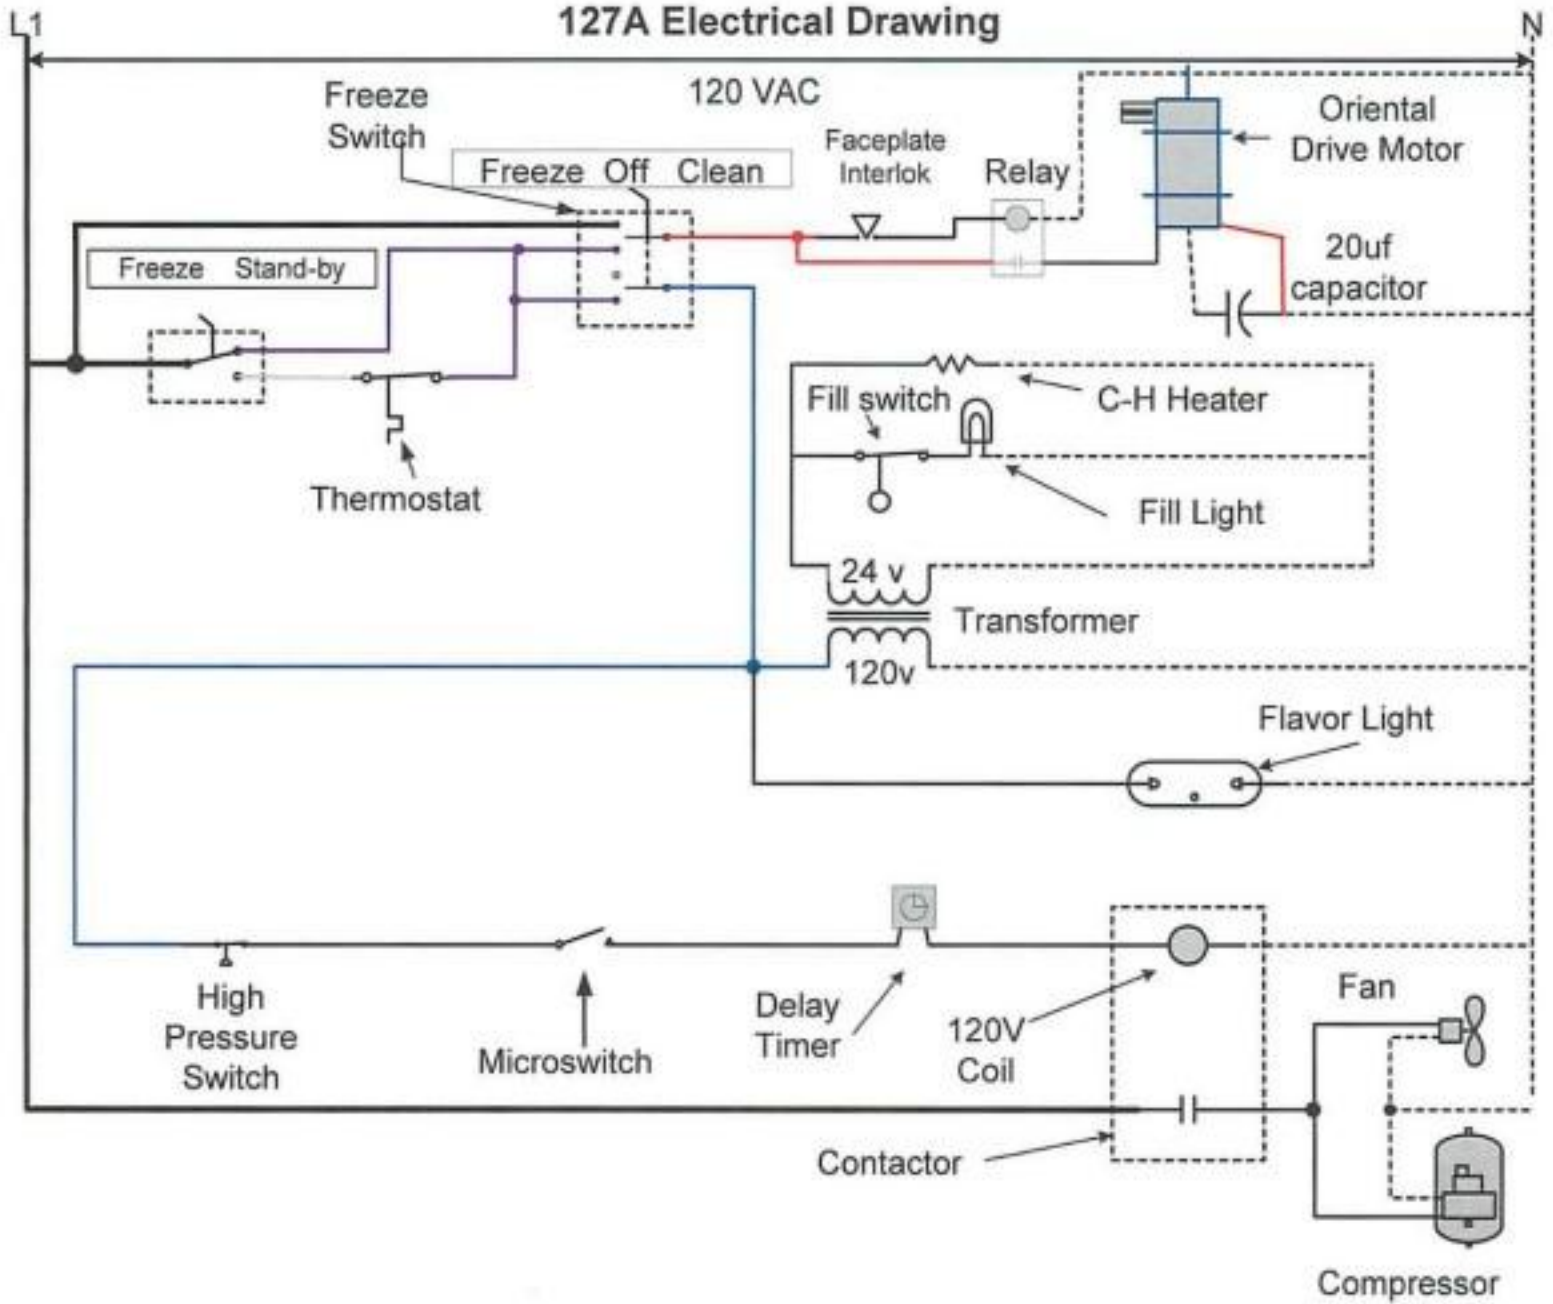 127A Electrical Drawing
L1
N
120 VAC
Freeze
Switch
Freeze Off Clean
Faceplate
Interlok
Relay
Oriental
Drive Motor
20uf
capacitor
Freeze Stand-by
Thermostat
Fill switch
C-H Heater
Fill Light
24 v
Transformer
120v
Flavor Light
High
Pressure
Switch
Microswitch
Delay
Timer
120V
Coil
Fan
Contactor
Compressor